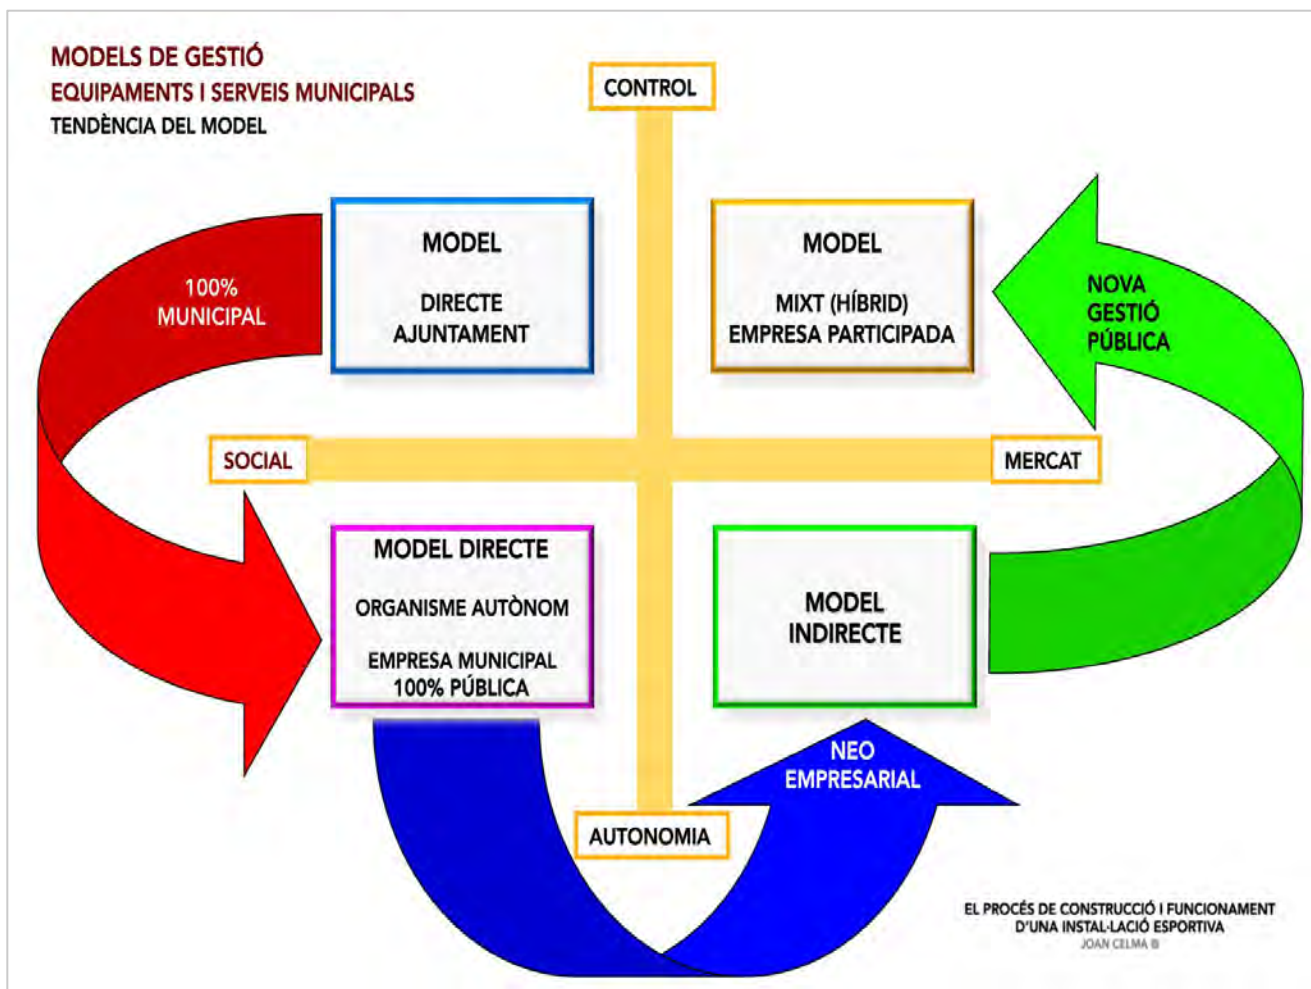 MODELS DE GESTIÓ
EQUIPAMENTS I SERVEIS MUNICIPALS
TENDÈNCIA DEL MODEL
CONTROL
100%
MUNICIPAL
MODEL
DIRECTE
AJUNTAMENT
MODEL
MIXT (HÍBRID)
EMPRESA PARTICIPADA
NOVA
GESTIÓ
PÚBLICA
SOCIAL
MERCAT
MODEL DIRECTE
ORGANISME AUTÒNOM
EMPRESA MUNICIPAL
100% PÚBLICA
MODEL
INDIRECTE
NEO
EMPRESARIAL
AUTONOMIA
EL PROCÉS DE CONSTRUCCIÓ I FUNCIONAMENT
D'UNA INSTAL·LACIÓ ESPORTIVA
JOAN CELMA